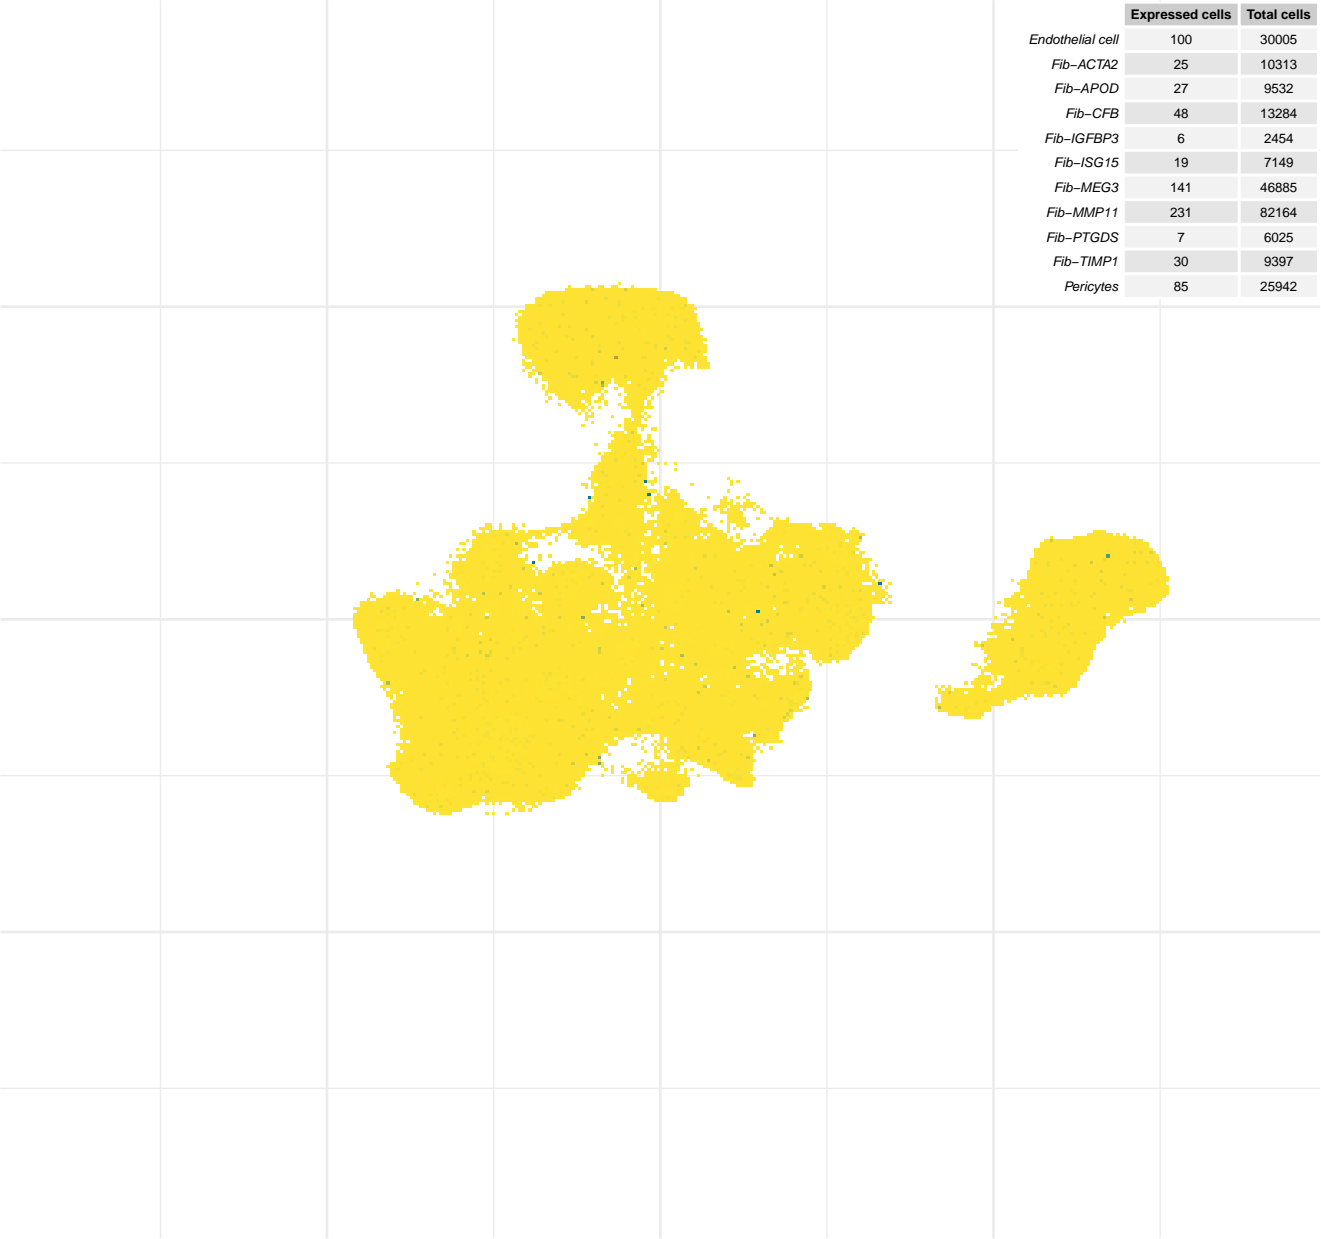 Expressed cells Total cells
Endothelial cell 100 30005
Fib−ACTA2 25 10313
Fib−APOD 27 9532
Fib−CFB 48 13284
Fib−IGFBP3 6 2454
Fib−ISG15 19 7149
Fib−MEG3 141 46885
Fib−MMP11 231 82164
Fib−PTGDS 7 6025
Fib−TIMP1 30 9397
Pericytes 85 25942